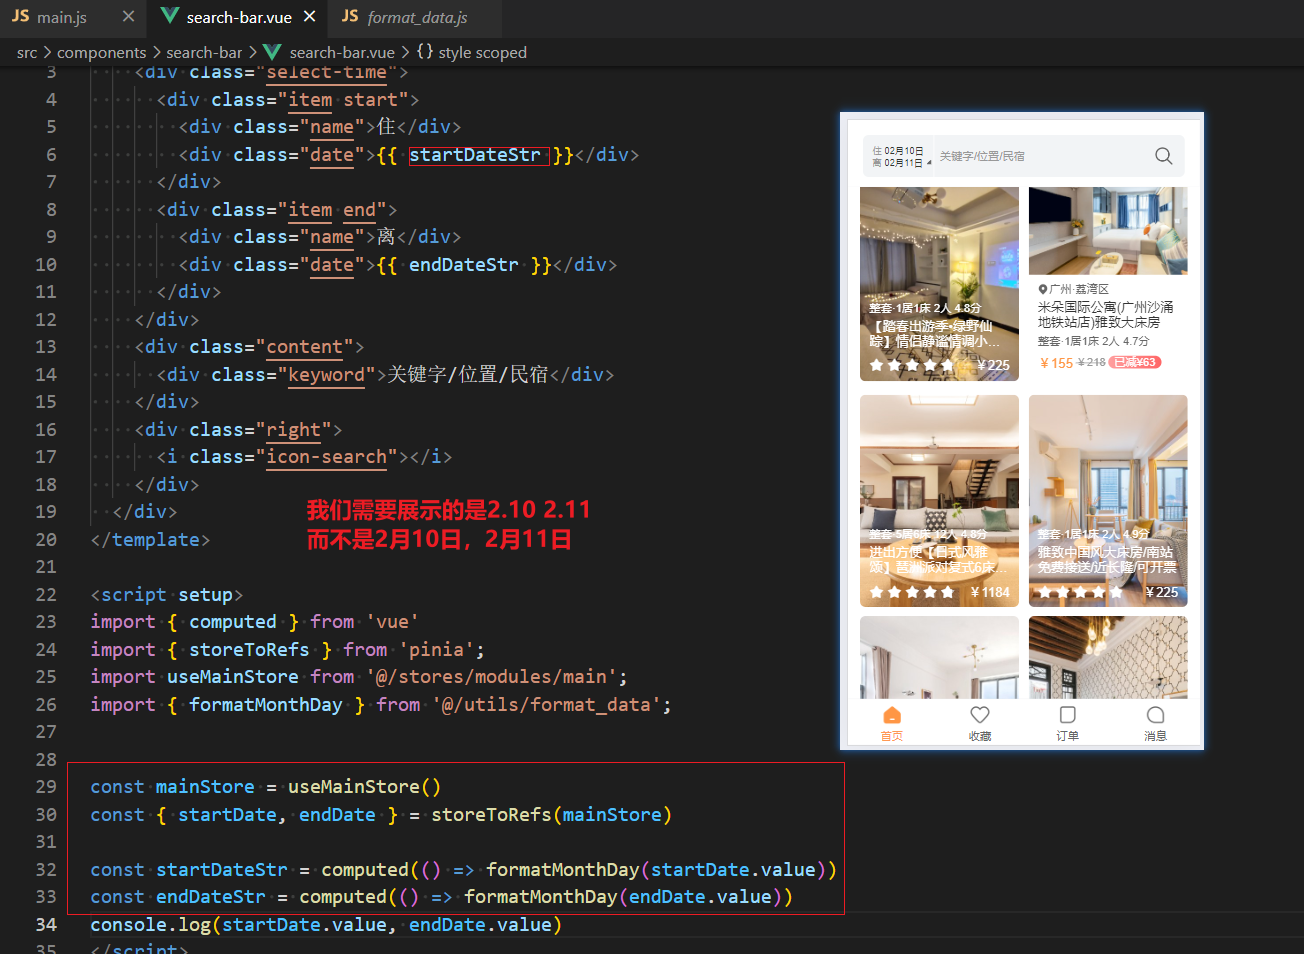 JS main.js ×
search-bar.vue ×
JS format_data.js
src > components > search-bar > search-bar.vue > {} style scoped
3 <div class="select-time">
4 <div class="item start">
5 <div class="name">住</div>
6 <div class="date">{{ startDateStr }}</div>
7 </div>
8 <div class="item end">
9 <div class="name">离</div>
10 <div class="date">{{ endDateStr }}</div>
11 </div>
12 </div>
13 <div class="content">
14 <div class="keyword">关键字/位置/民宿</div>
15 </div>
16 <div class="right">
17 <i class="icon-search"></i>
18 </div>
19 </div>
20 </template>
21
22 <script setup>
23 import { computed } from 'vue'
24 import { storeToRefs } from 'pinia';
25 import useMainStore from '@/stores/modules/main';
26 import { formatMonthDay } from '@/utils/format_data';
27
28
29 const mainStore = useMainStore()
30 const { startDate, endDate } = storeToRefs(mainStore)
31
32 const startDateStr = computed(() => formatMonthDay(startDate.value))
33 const endDateStr = computed(() => formatMonthDay(endDate.value))
34 console.log(startDate.value, endDate.value)
35 </script>
我们需要展示的是2.10 2.11
而不是2月10日，2月11日
住 02月10日
离 02月11日
关键字/位置/民宿
整套·1居1床 2人 4.8分
【踏春出游季•绿野仙
踪】情侣静谧情调小...
¥225
广州·荔湾区
米朵国际公寓(广州沙涌
地铁站店)雅致大床房
整套·1居1床 2人 4.7分
¥155 ¥218 已减¥63
整套·5居6床 12人 4.8分
进出方便【日式风雅
颂】琶洲派对复式6床...
¥1184
整套·1居1床 2人 4.9分
雅致中国风大床房/南站
免费接送/近长隆/可开票
¥225
首页
收藏
订单
消息